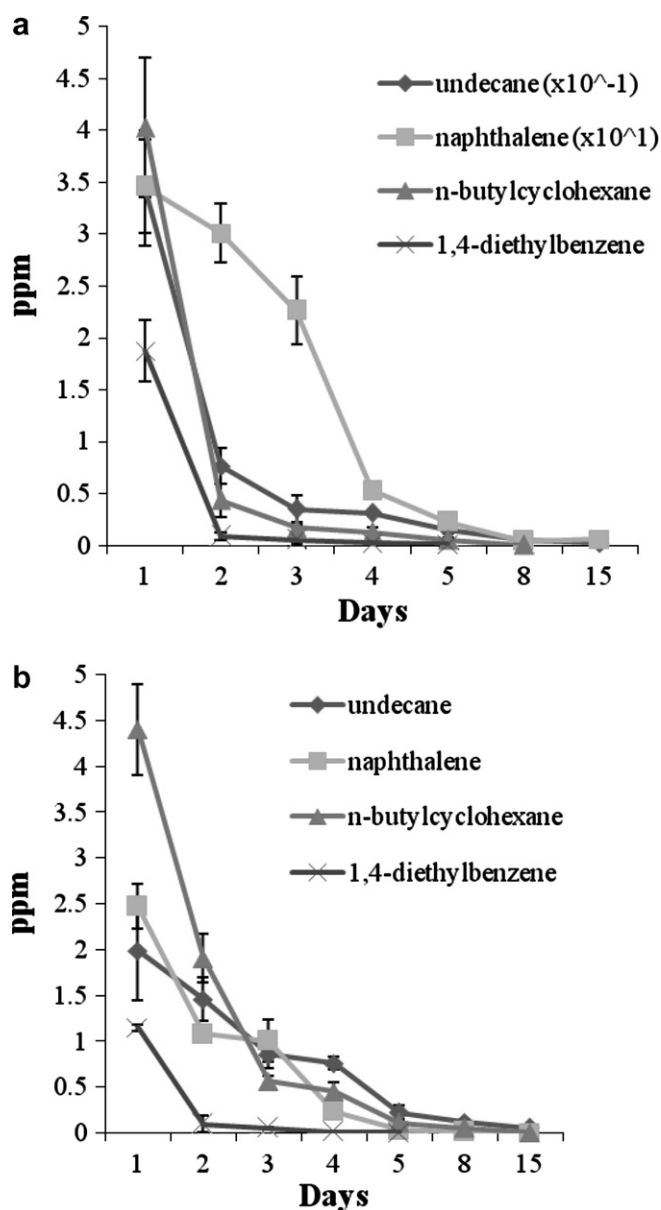 a
5
4.5
4
3.5
3
2.5
2
1.5
1
0.5
0
ppm
undecane (x10^-1)
naphthalene (x10^1)
n-butylcyclohexane
1,4-diethylbenzene
1 2 3 4 5 8 15
Days
b
5
4.5
4
3.5
3
2.5
2
1.5
1
0.5
0
ppm
undecane
naphthalene
n-butylcyclohexane
1,4-diethylbenzene
1 2 3 4 5 8 15
Days